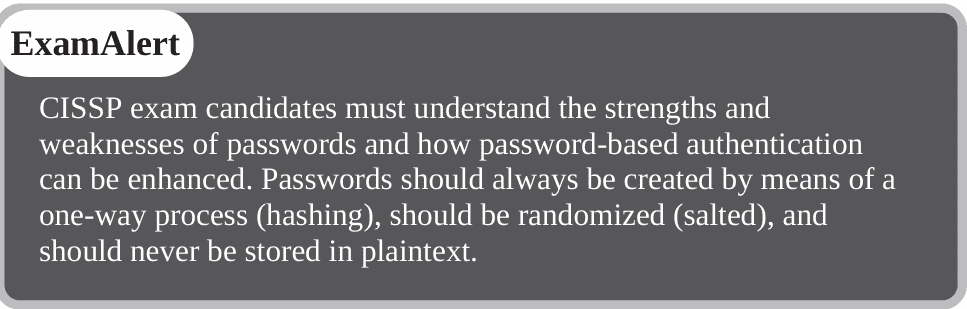 ExamAlert
CISSP exam candidates must understand the strengths and
weaknesses of passwords and how password-based authentication
can be enhanced. Passwords should always be created by means of a
one-way process (hashing), should be randomized (salted), and
should never be stored in plaintext.